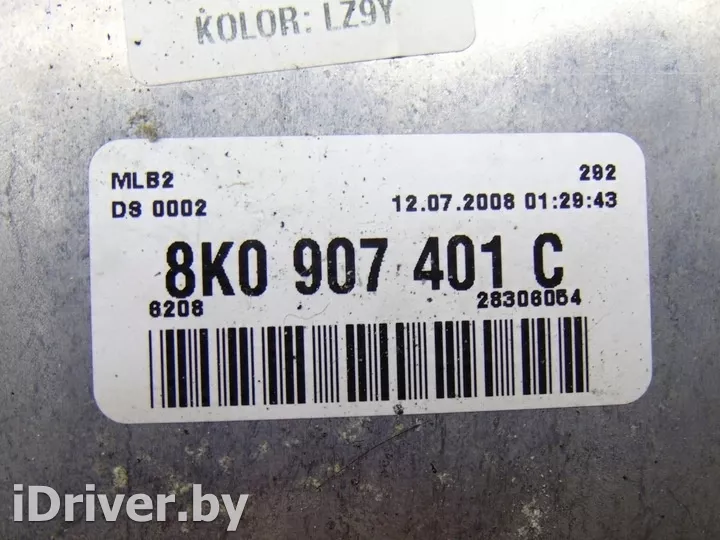 KOLOR: LZ9Y
MLB2 292
DS 0002 12.07.2008 01:29:43
8K0 907 401 C
6208 28306054
iDriver.by